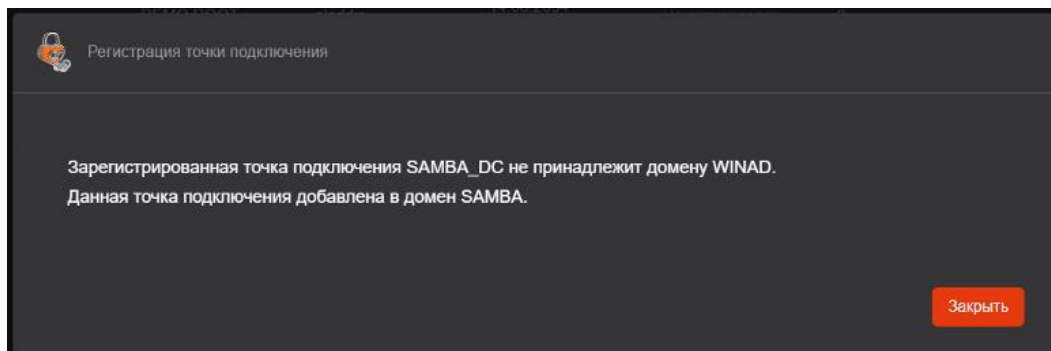 Регистрация точки подключения
Зарегистрированная точка подключения SAMBA_DC не принадлежит домену WINAD.
Данная точка подключения добавлена в домен SAMBA.
Закрыть